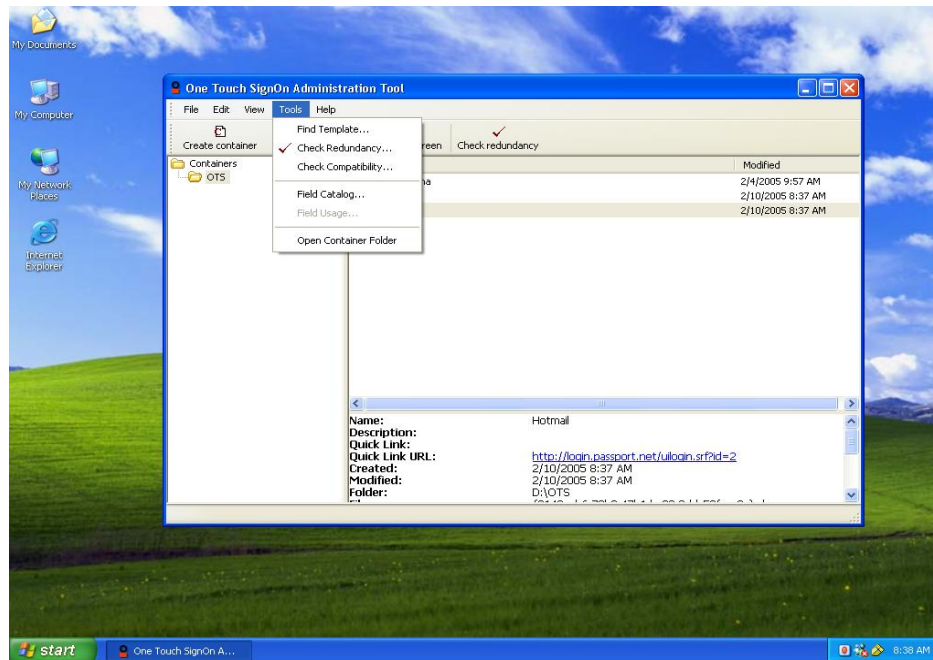 My Documents
My Computer
My Network
Places
Internet
Explorer
One Touch SignOn Administration Tool
File Edit View Tools Help
Create container
Check redundancy
Find Template...
Check Redundancy...
Check Compatibility...
Field Catalog...
Field Usage...
Open Container Folder
Containers
OTS
Modified
2/4/2005 9:57 AM
2/10/2005 8:37 AM
2/10/2005 8:37 AM
Name: Hotmail
Description:
Quick Link:
Quick Link URL: http://login.passport.net/uilogin.srf?id=2
Created: 2/10/2005 8:37 AM
Modified: 2/10/2005 8:37 AM
Folder: D:\OTS
start One Touch SignOn A... 8:38 AM